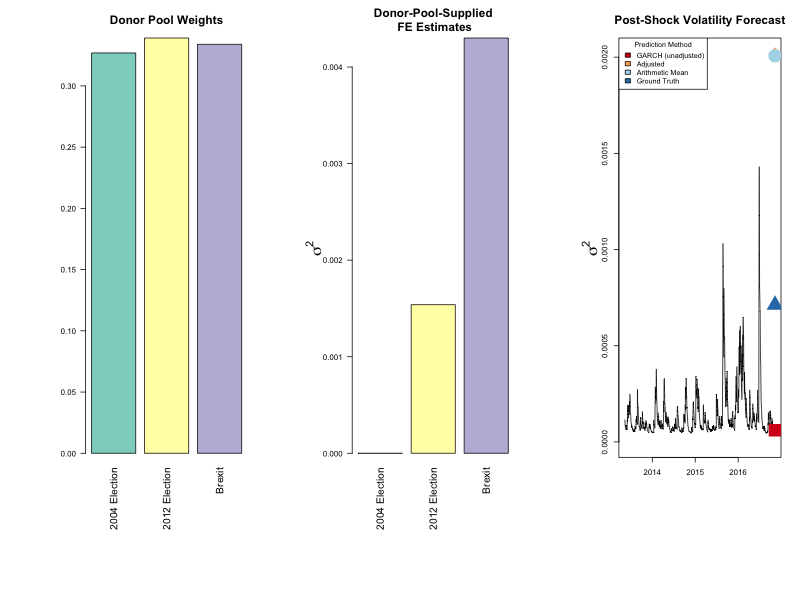 Donor Pool Weights
0.30
0.25
0.20
0.15
0.10
0.05
0.00
2004 Election
2012 Election
Brexit
Donor-Pool-Supplied
FE Estimates
σ2
0.004
0.003
0.002
0.001
0.000
2004 Election
2012 Election
Brexit
Post-Shock Volatility Forecast
σ2
0.0020
0.0015
0.0010
0.0005
0.0000
Prediction Method
GARCH (unadjusted)
Adjusted
Arithmetic Mean
Ground Truth
2014
2015
2016